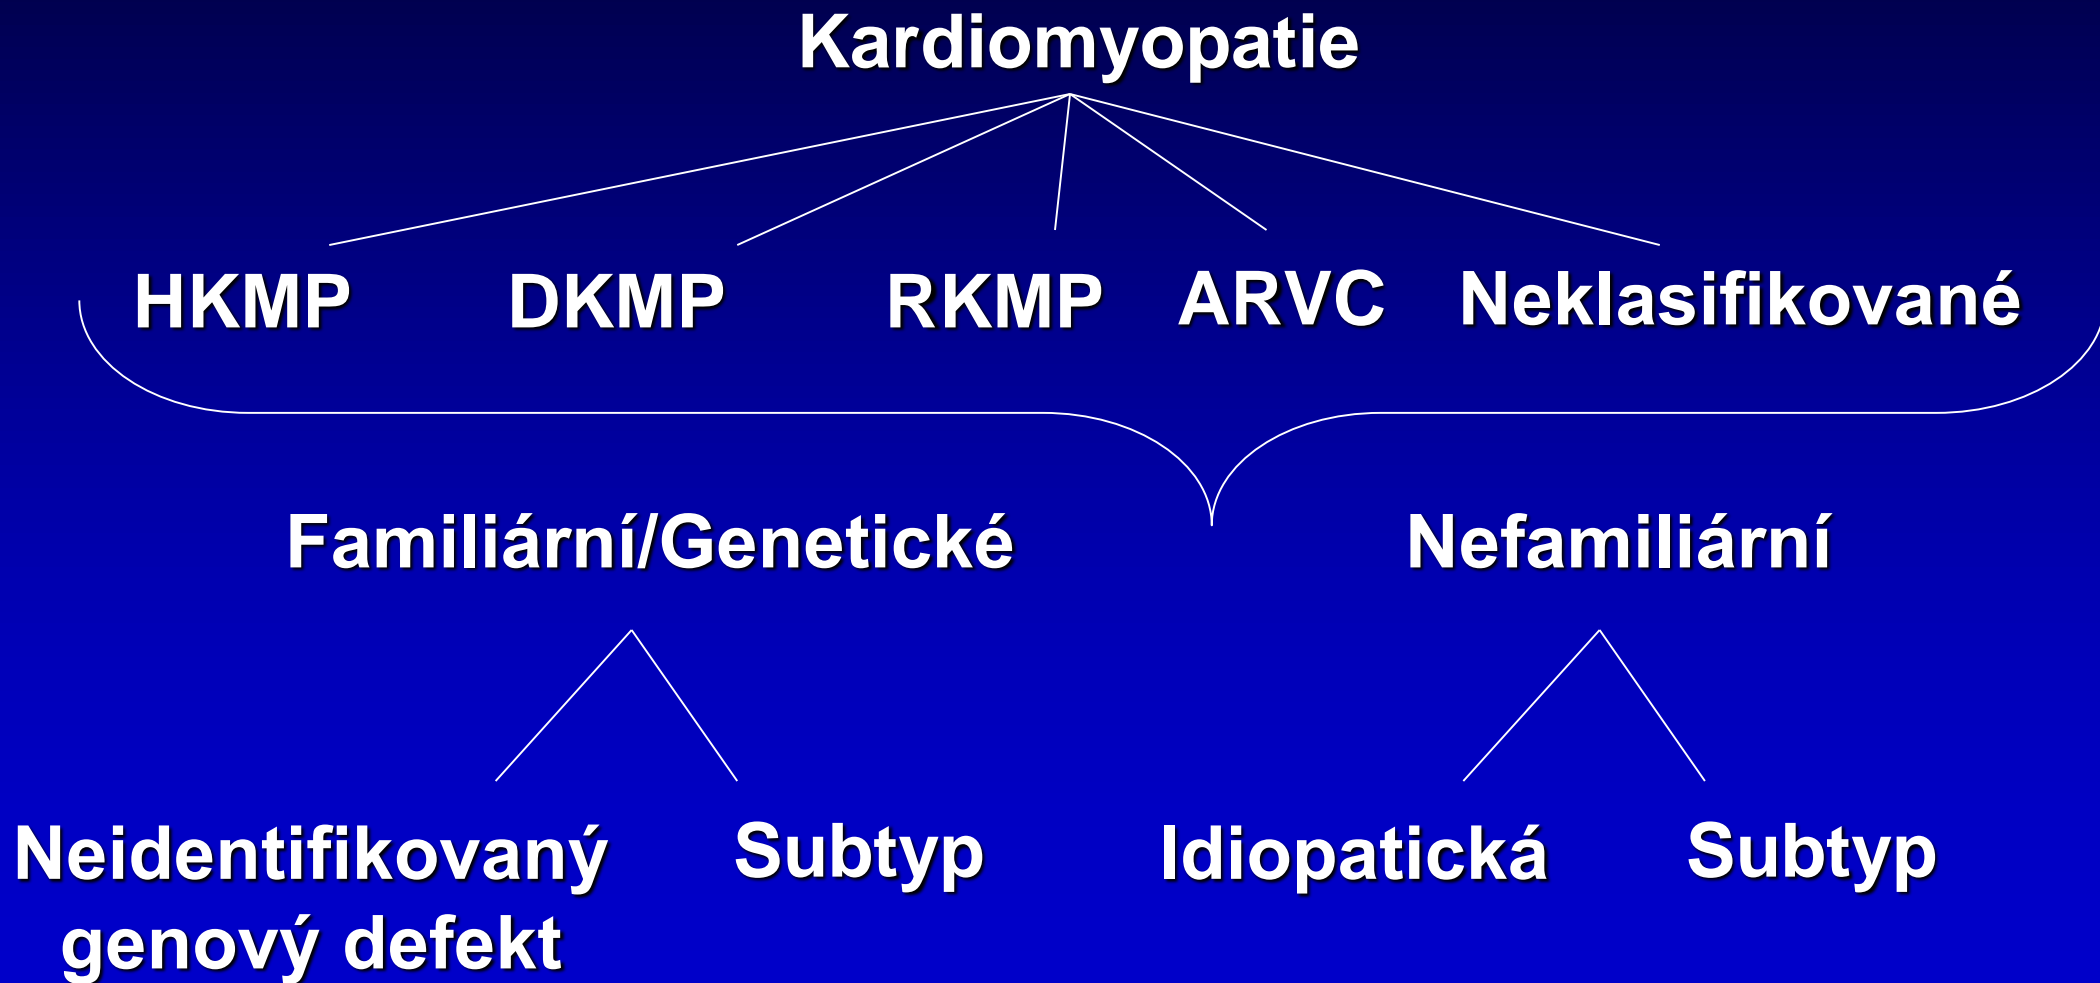 Kardiomyopatie
HKMP DKMP RKMP ARVC Neklasifikované
Familiární/Genetické Nefamiliární
Neidentifikovaný Subtyp Idiopatická Subtyp
genový defekt